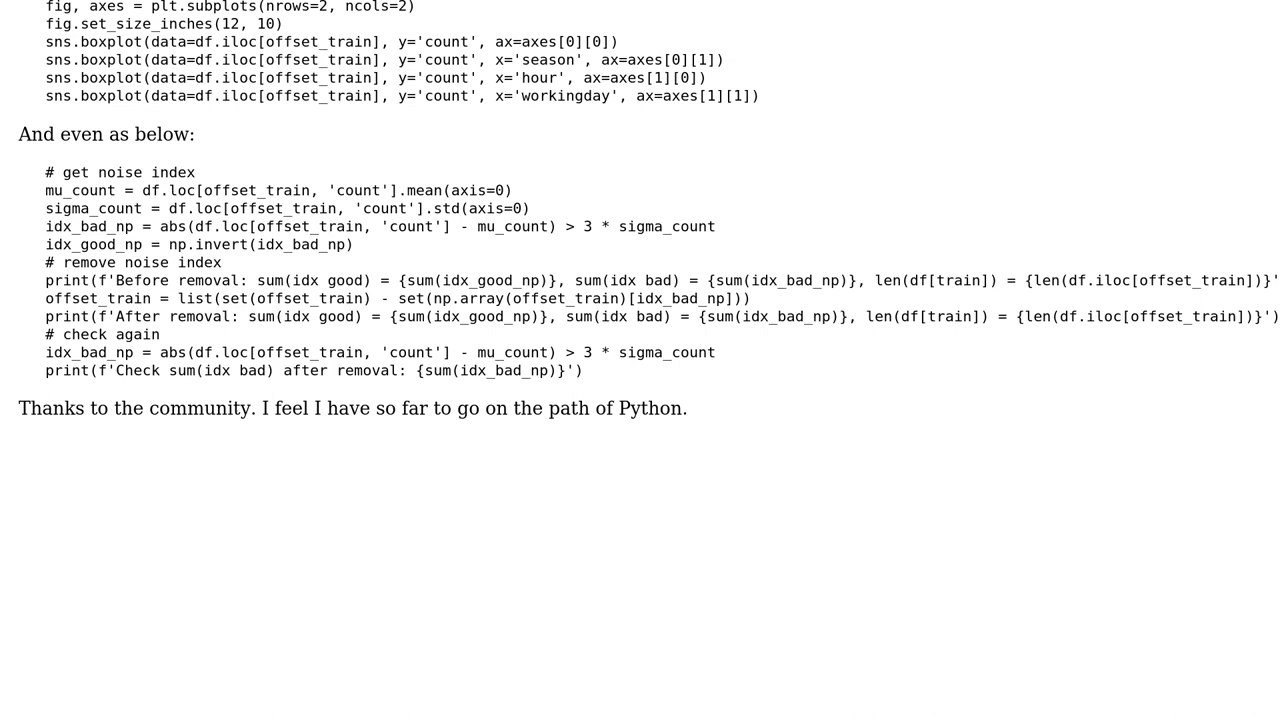 fig, axes = plt.subplots(nrows=2, ncols=2)
fig.set_size_inches(12, 10)
sns.boxplot(data=df.iloc[offset_train], y='count', ax=axes[0][0])
sns.boxplot(data=df.iloc[offset_train], y='count', x='season', ax=axes[0][1])
sns.boxplot(data=df.iloc[offset_train], y='count', x='hour', ax=axes[1][0])
sns.boxplot(data=df.iloc[offset_train], y='count', x='workingday', ax=axes[1][1])
And even as below:
# get noise index
mu_count = df.loc[offset_train, 'count'].mean(axis=0)
sigma_count = df.loc[offset_train, 'count'].std(axis=0)
idx_bad_np = abs(df.loc[offset_train, 'count'] - mu_count) > 3 * sigma_count
idx_good_np = np.invert(idx_bad_np)
# remove noise index
print(f'Before removal: sum(idx good) = {sum(idx_good_np)}, sum(idx bad) = {sum(idx_bad_np)}, len(df[train]) = {len(df.iloc[offset_train])}'
offset_train = list(set(offset_train) - set(np.array(offset_train)[idx_bad_np]))
print(f'After removal: sum(idx good) = {sum(idx_good_np)}, sum(idx bad) = {sum(idx_bad_np)}, len(df[train]) = {len(df.iloc[offset_train])}')
# check again
idx_bad_np = abs(df.loc[offset_train, 'count'] - mu_count) > 3 * sigma_count
print(f'Check sum(idx bad) after removal: {sum(idx_bad_np)}')
Thanks to the community. I feel I have so far to go on the path of Python.